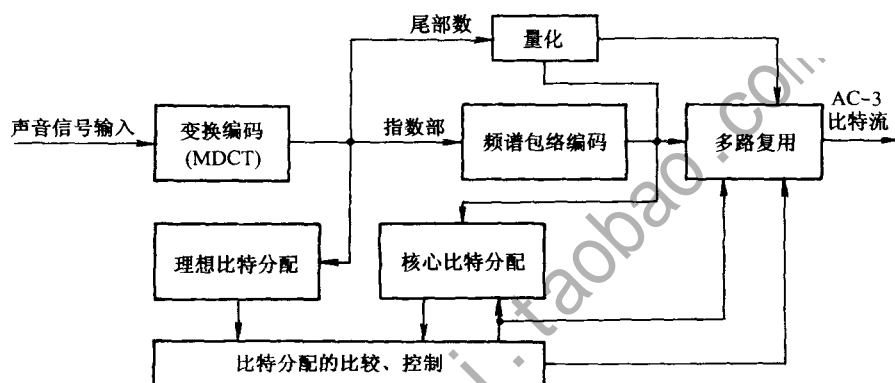 尾部数
量化
AC-3
比特流
声音信号输入
变换编码
(MDCT)
指数部
频谱包络编码
多路复用
理想比特分配
核心比特分配
比特分配的比较、控制
i.taobao.com